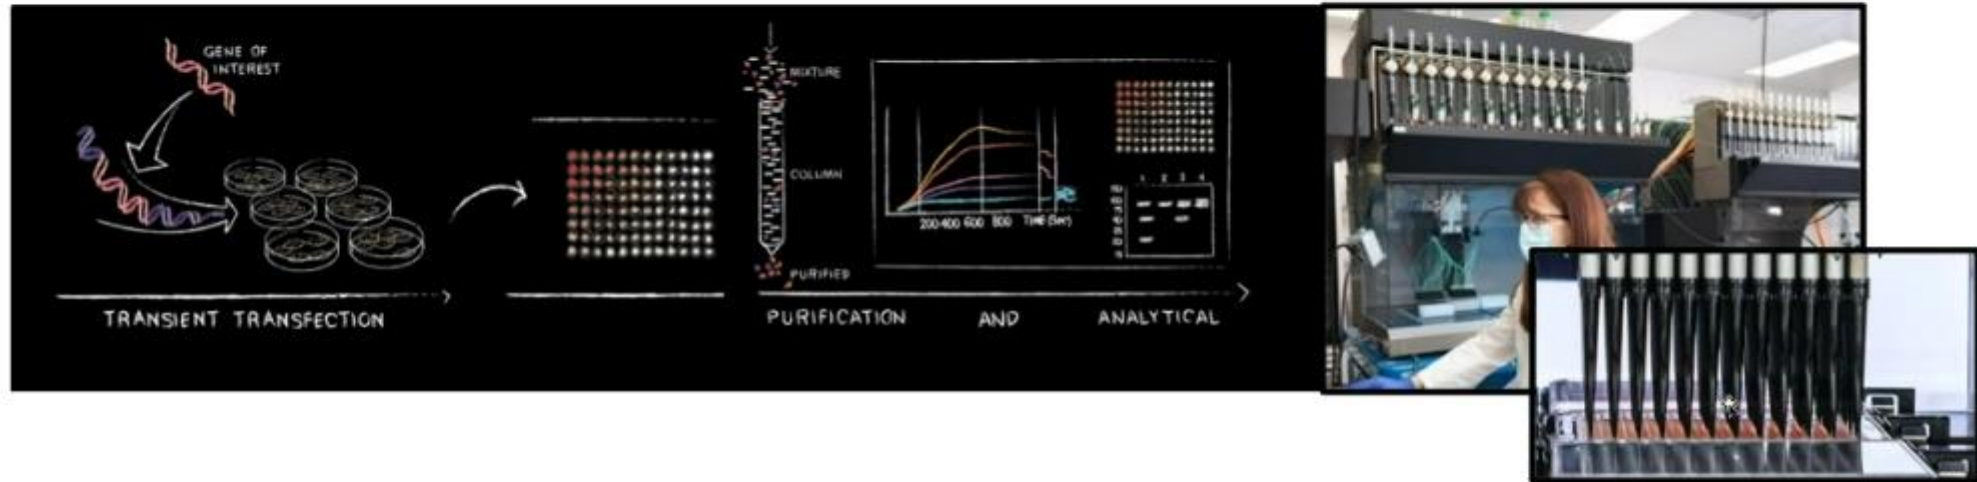 GENE OF
INTEREST
TRANSIENT TRANSFECTION
MIXTURE
COLUMN
PURIFIED
200 400 600 800 Time (Sec)
1 2 3 4
PURIFICATION AND ANALYTICAL